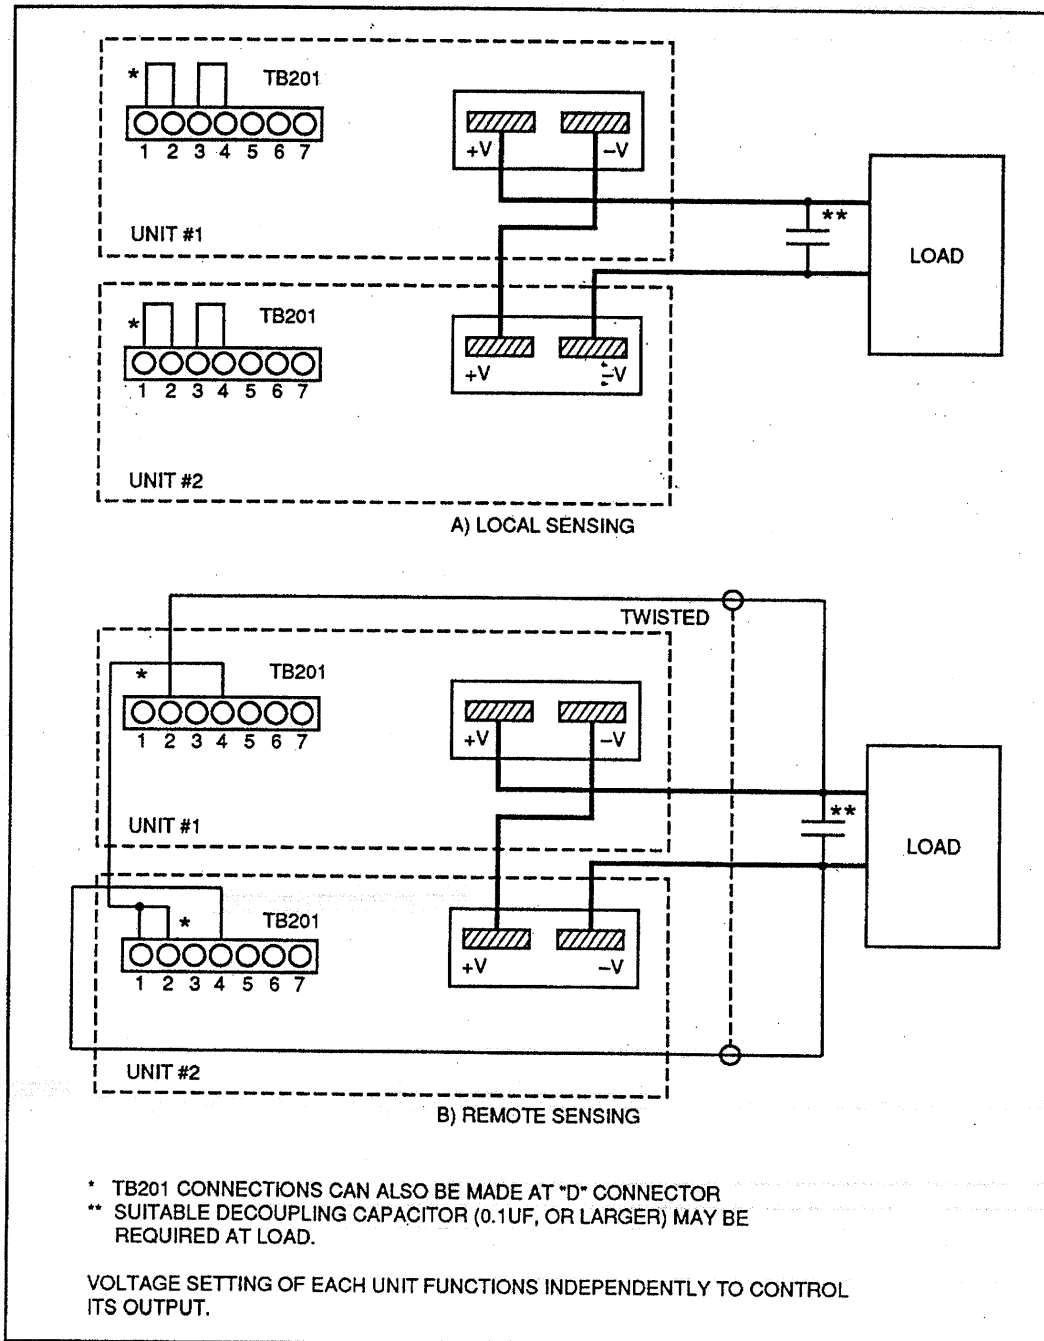 * TB201
1 2 3 4 5 6 7
+V –V
UNIT #1
**
LOAD
* TB201
1 2 3 4 5 6 7
+V –V
UNIT #2
A) LOCAL SENSING
TWISTED
* TB201
1 2 3 4 5 6 7
+V –V
UNIT #1
**
LOAD
* TB201
1 2 3 4 5 6 7
+V –V
UNIT #2
B) REMOTE SENSING
* TB201 CONNECTIONS CAN ALSO BE MADE AT "D" CONNECTOR
** SUITABLE DECOUPLING CAPACITOR (0.1UF, OR LARGER) MAY BE
REQUIRED AT LOAD.
VOLTAGE SETTING OF EACH UNIT FUNCTIONS INDEPENDENTLY TO CONTROL
ITS OUTPUT.